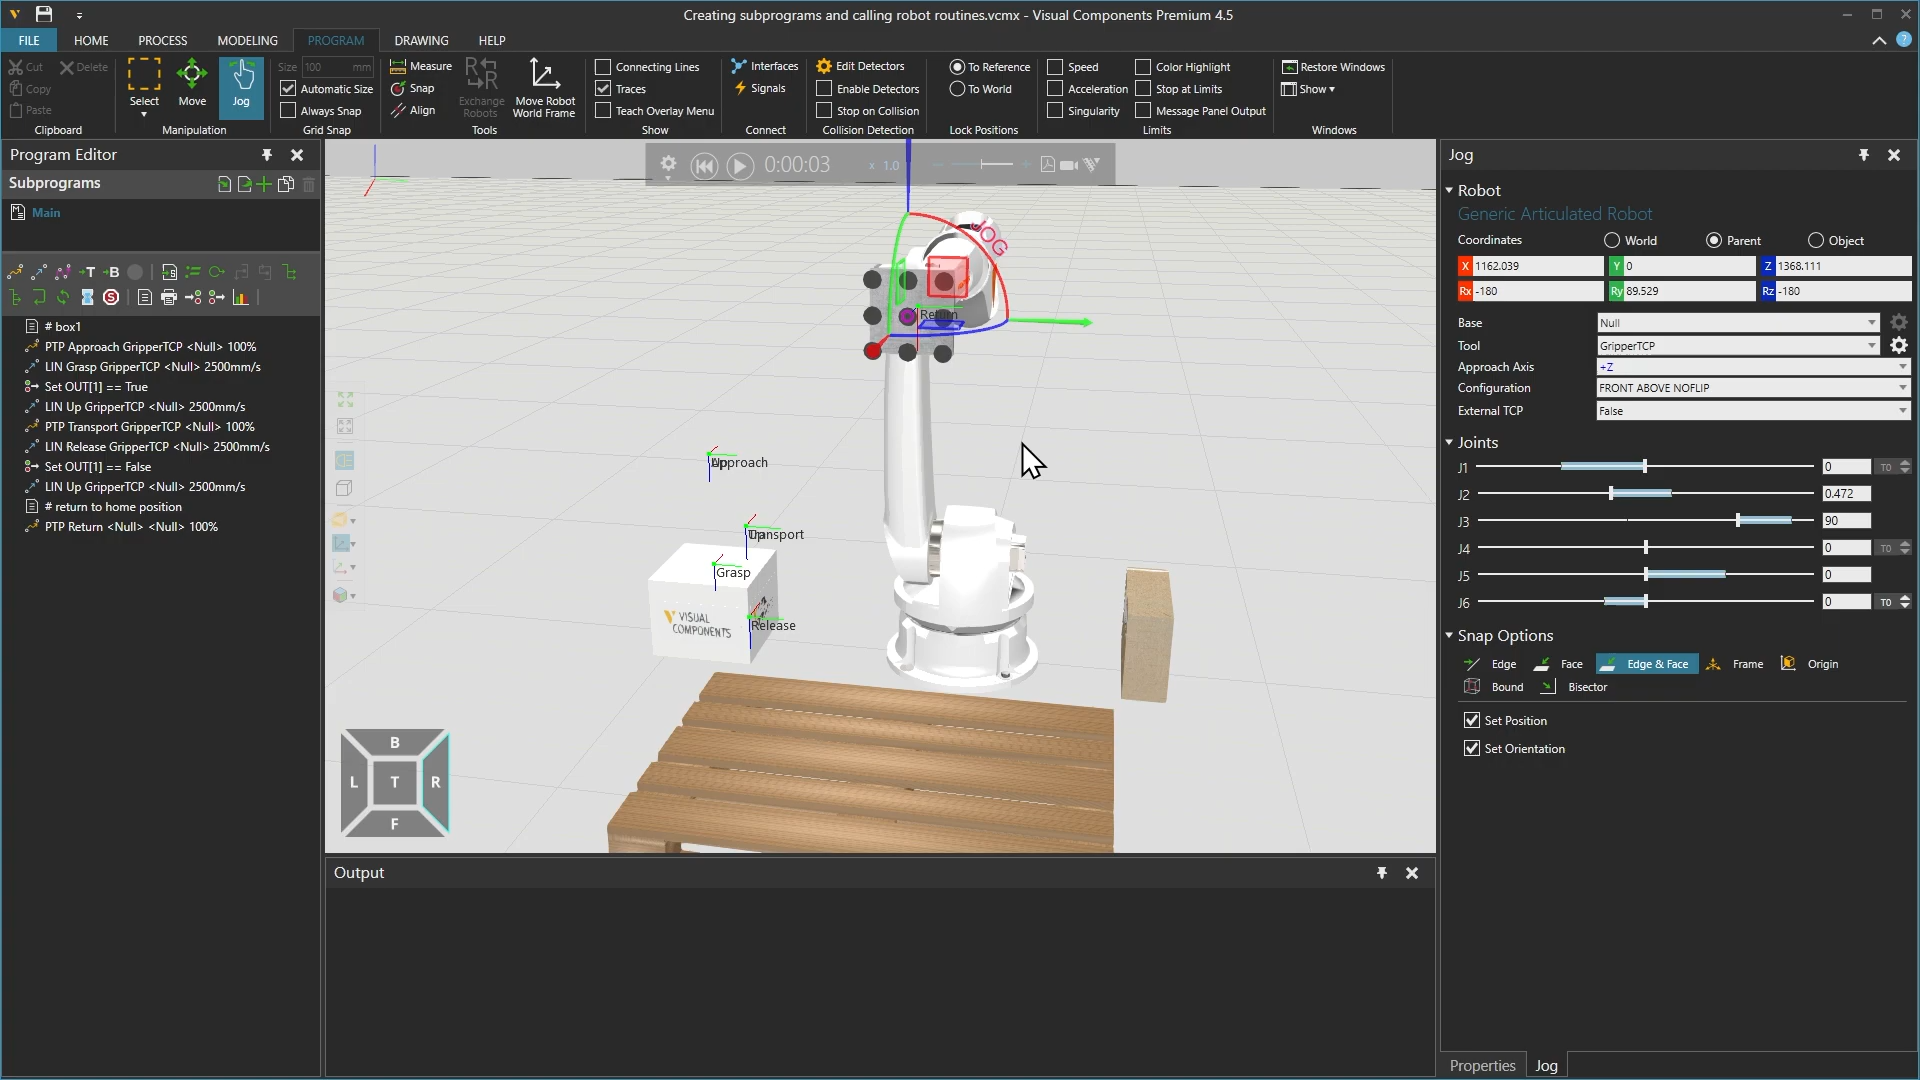 Creating subprograms and calling robot routines.vcmx - Visual Components Premium 4.5
FILE HOME PROCESS MODELING PROGRAM DRAWING HELP
Cut Delete
Copy
Paste
Clipboard
Select
Move
Jog
Manipulation
Size 100 mm
Automatic Size
Always Snap
Grid Snap
Measure
Snap
Align
Exchange Robots
Move Robot World Frame
Tools
Connecting Lines
Traces
Teach Overlay Menu
Show
Interfaces
Signals
Connect
Edit Detectors
Enable Detectors
Stop on Collision
Collision Detection
To Reference
To World
Lock Positions
Speed
Acceleration
Singularity
Color Highlight
Stop at Limits
Message Panel Output
Limits
Restore Windows
Show
Windows
Program Editor
Subprograms
Main
# box1
PTP Approach GripperTCP <Null> 100%
LIN Grasp GripperTCP <Null> 2500mm/s
Set OUT[1] == True
LIN Up GripperTCP <Null> 2500mm/s
PTP Transport GripperTCP <Null> 100%
LIN Release GripperTCP <Null> 2500mm/s
Set OUT[1] == False
LIN Up GripperTCP <Null> 2500mm/s
# return to home position
PTP Return <Null> <Null> 100%
0:00:03 x 1.0
JOG
Return
Approach
Transport
Grasp
Release
VISUAL COMPONENTS
B
L T R
F
Output
Jog
Robot
Generic Articulated Robot
Coordinates World Parent Object
X 1162.039 Y 0 Z 1368.111
Rx -180 Ry 89.529 Rz -180
Base Null
Tool GripperTCP
Approach Axis +Z
Configuration FRONT ABOVE NOFLIP
External TCP False
Joints
J1 0 T0
J2 0.472
J3 90
J4 0 T0
J5 0
J6 0 T0
Snap Options
Edge Face Edge & Face Frame Origin
Bound Bisector
Set Position
Set Orientation
Properties Jog